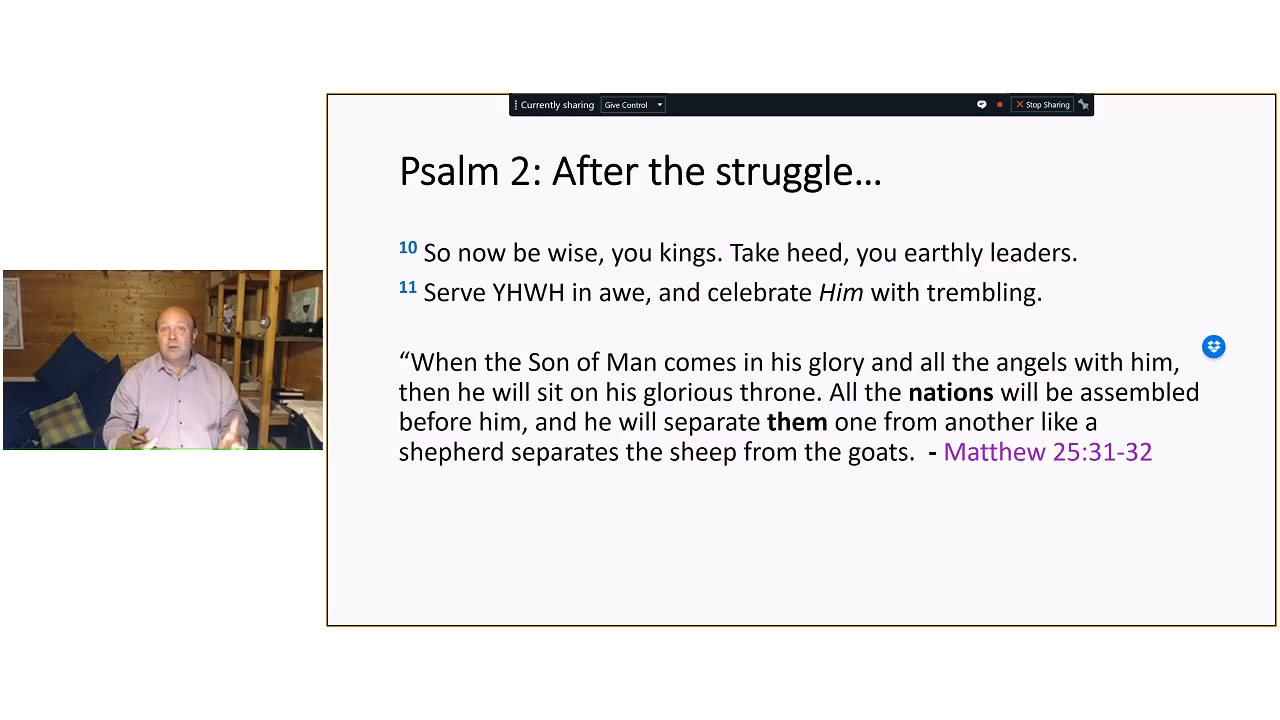 Currently sharing Give Control Stop Sharing
Psalm 2: After the struggle…
10 So now be wise, you kings. Take heed, you earthly leaders.
11 Serve YHWH in awe, and celebrate Him with trembling.
“When the Son of Man comes in his glory and all the angels with him,
then he will sit on his glorious throne. All the nations will be assembled
before him, and he will separate them one from another like a
shepherd separates the sheep from the goats. - Matthew 25:31-32